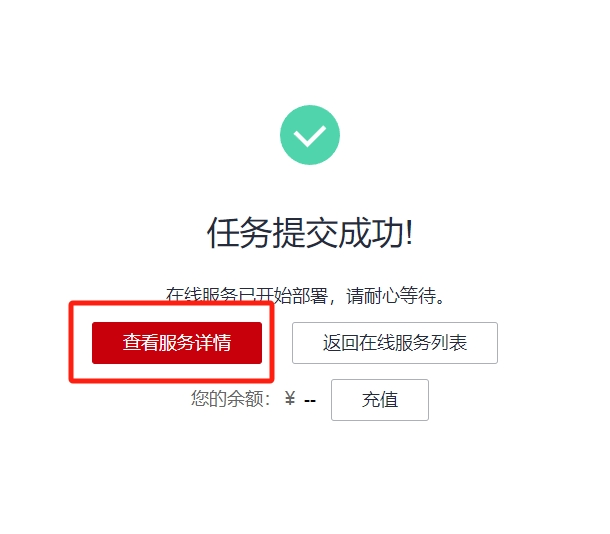 任务提交成功!
在线服务已开始部署，请耐心等待。
查看服务详情 返回在线服务列表
您的余额： ¥ -- 充值